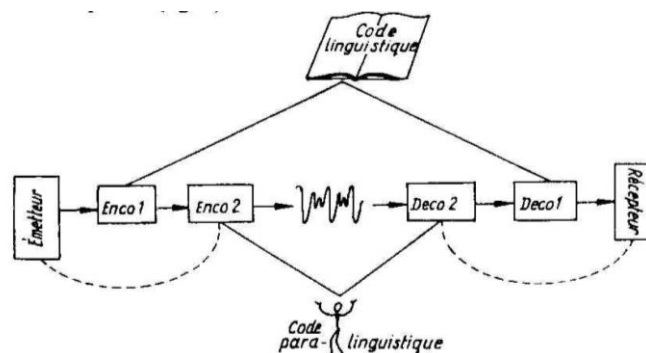 Code
linguistique
Émetteur
Enco 1
Enco 2
Deco 2
Deco 1
Récepteur
Code
para- linguistique